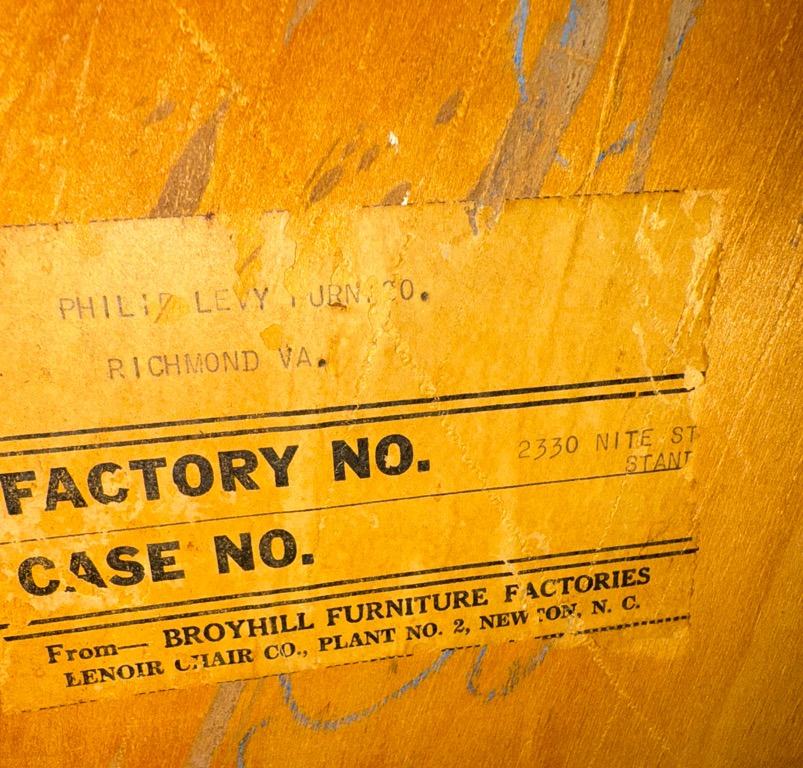 PHILIP LEVY FURN. CO.
RICHMOND VA.
FACTORY NO. 2330 NITE ST
STANT
CASE NO.
From— BROYHILL FURNITURE FACTORIES
LENOIR CHAIR CO., PLANT NO. 2, NEWTON, N. C.